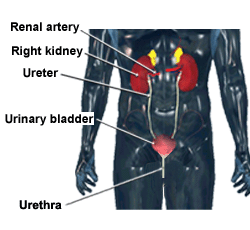 Renal artery
Right kidney
Ureter
Urinary bladder
Urethra